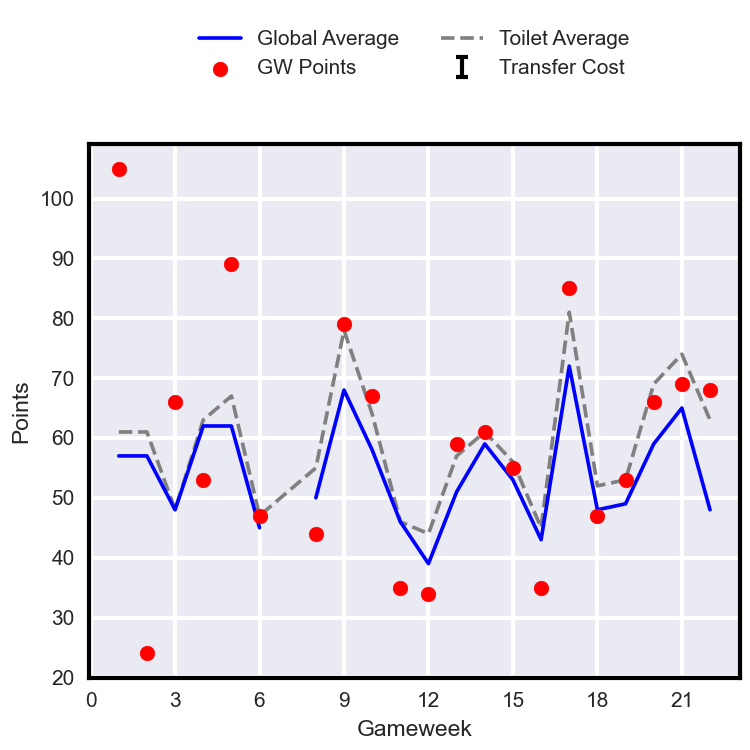 Global Average
Toilet Average
GW Points
Transfer Cost
100
90
80
70
60
50
40
30
20
Points
0 3 6 9 12 15 18 21
Gameweek